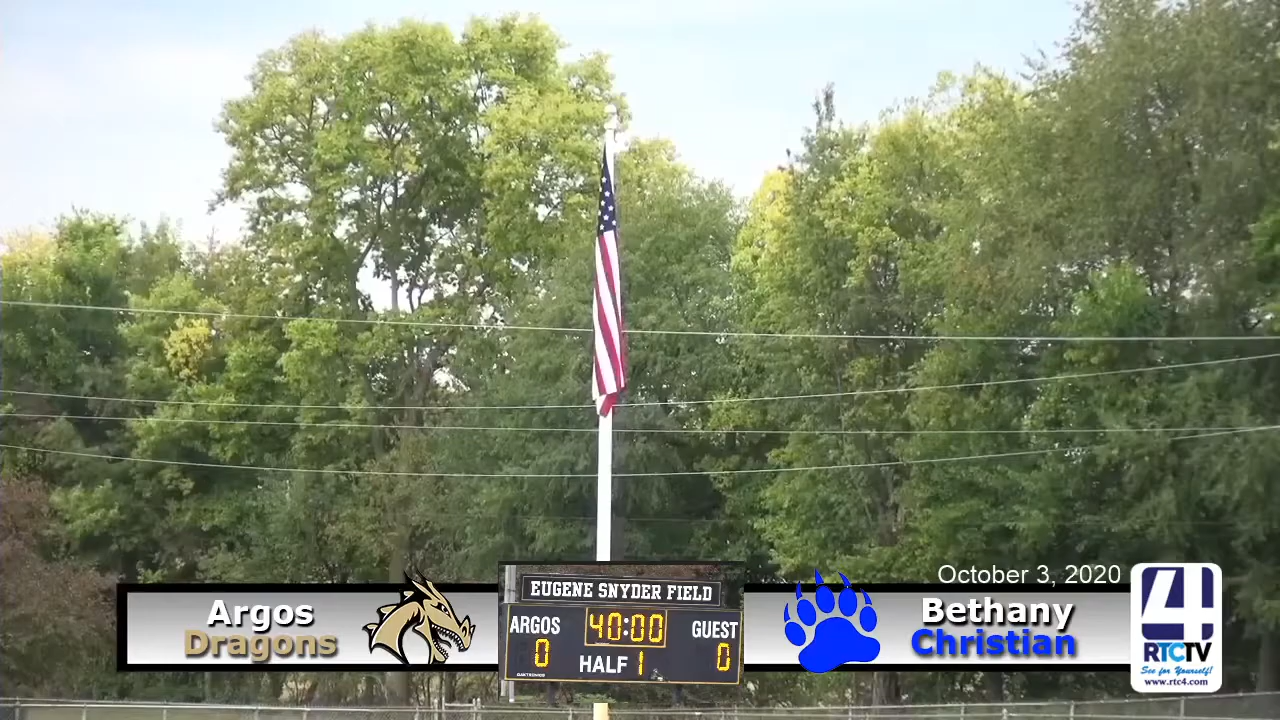 October 3, 2020
EUGENE SNYDER FIELD
Argos
Dragons
ARGOS
40:00
GUEST
0
HALF 1
0
DAKTRONICS
Bethany
Christian
4
RTCTV
See for Yourself!
www.rtc4.com